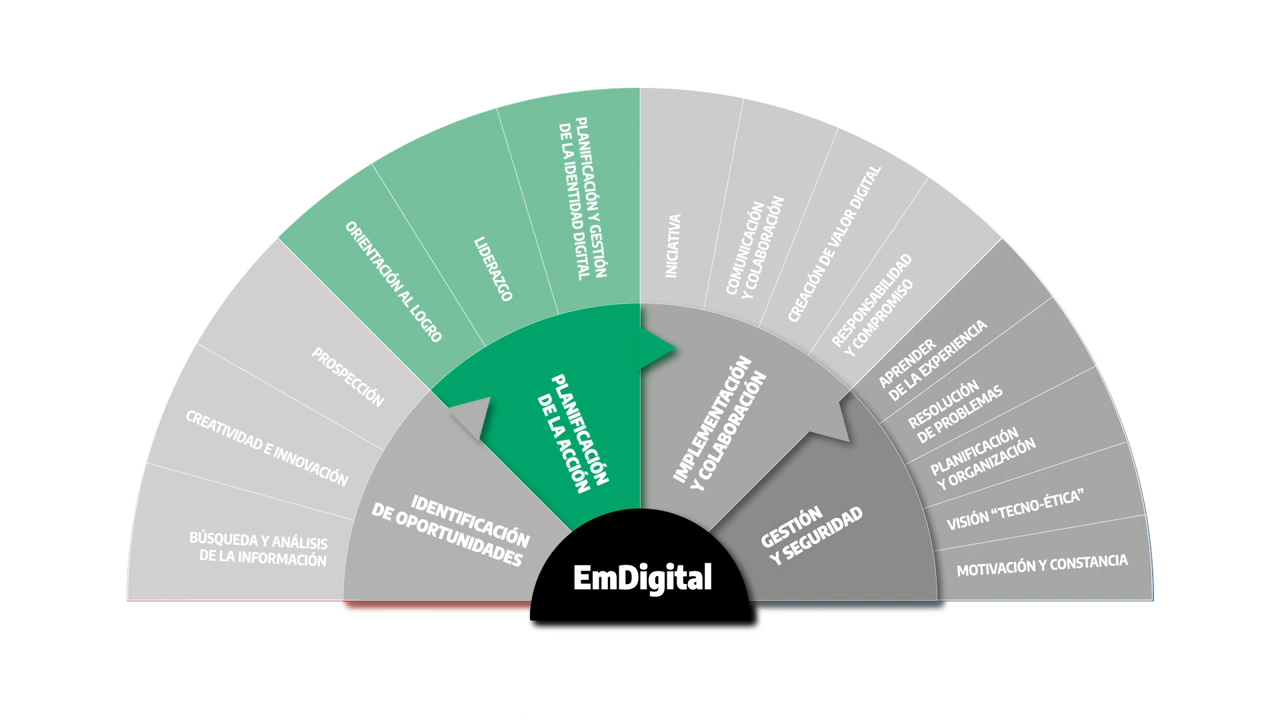 BÚSQUEDA Y ANÁLISIS
DE LA INFORMACIÓN
CREATIVIDAD E INNOVACIÓN
PROSPECCIÓN
IDENTIFICACIÓN
DE OPORTUNIDADES
ORIENTACIÓN AL LOGRO
LIDERAZGO
PLANIFICACIÓN Y GESTIÓN
DE LA IDENTIDAD DIGITAL
PLANIFICACIÓN
DE LA ACCIÓN
INICIATIVA
COMUNICACIÓN
Y COLABORACIÓN
CREACIÓN DE VALOR DIGITAL
RESPONSABILIDAD
Y COMPROMISO
IMPLEMENTACIÓN
Y COLABORACIÓN
APRENDER
DE LA EXPERIENCIA
RESOLUCIÓN
DE PROBLEMAS
PLANIFICACIÓN
Y ORGANIZACIÓN
VISIÓN “TECNO-ÉTICA”
MOTIVACIÓN Y CONSTANCIA
GESTIÓN
Y SEGURIDAD
EmDigital